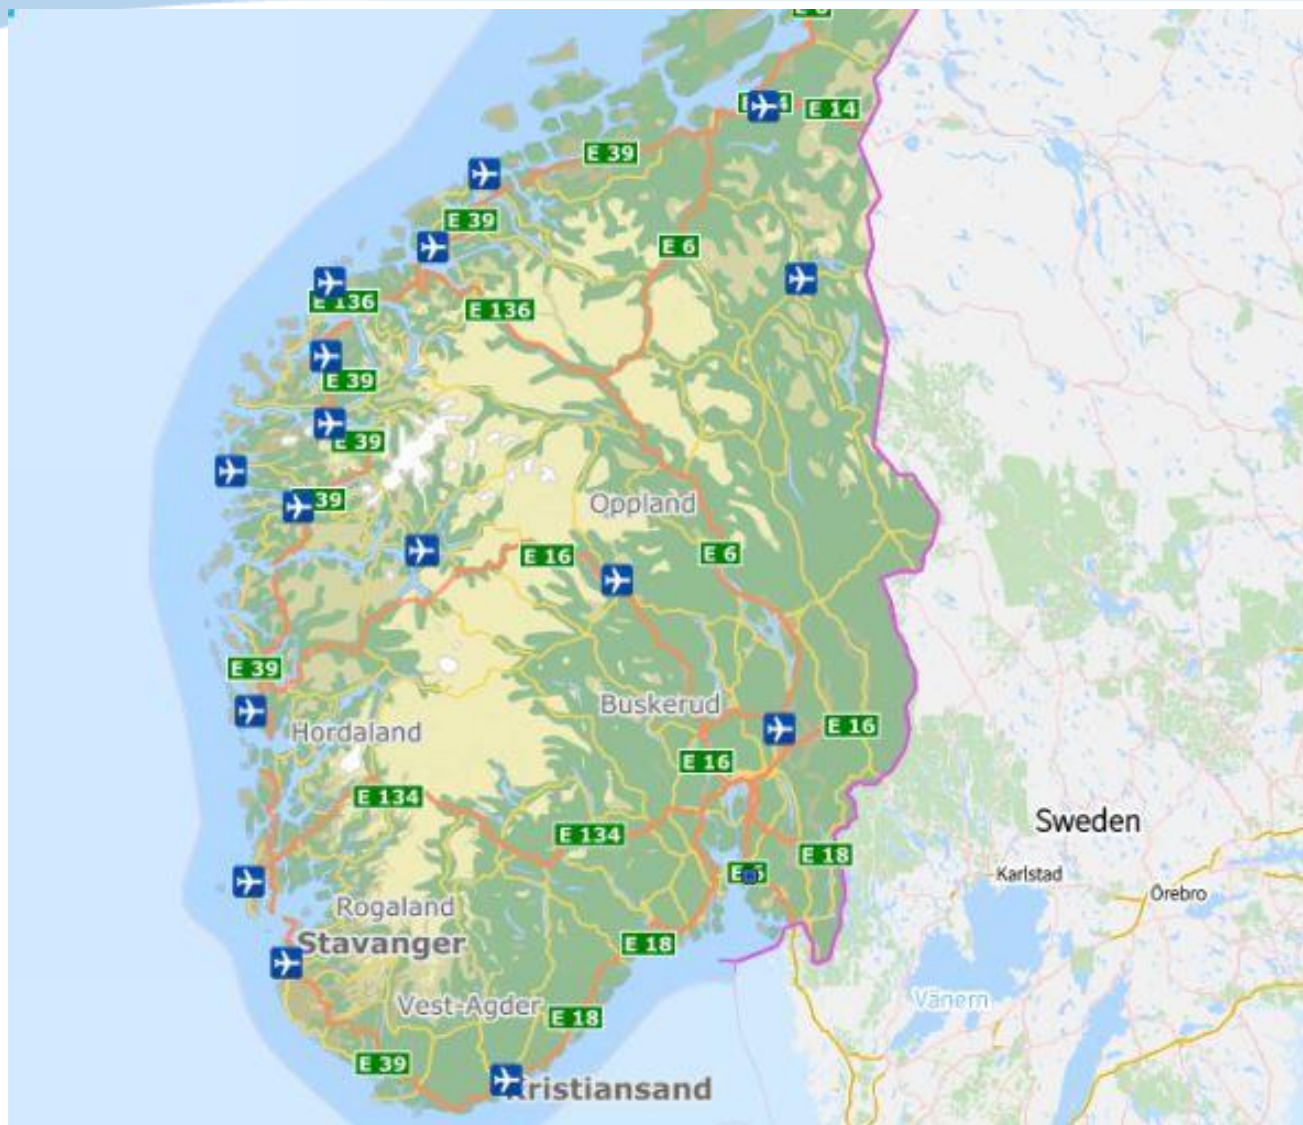 E 6
E 14
E 39
E 39
E 6
E 136
E 136
E 39
E 39
39
Oppland
E 16
E 6
E 39
Buskerud
Hordaland
E 16
E 16
E 134
Sweden
E 134
E 18
Karlstad
Örebro
Rogaland
Stavanger
E 18
Vänern
Vest-Agder
E 18
E 39
Kristiansand